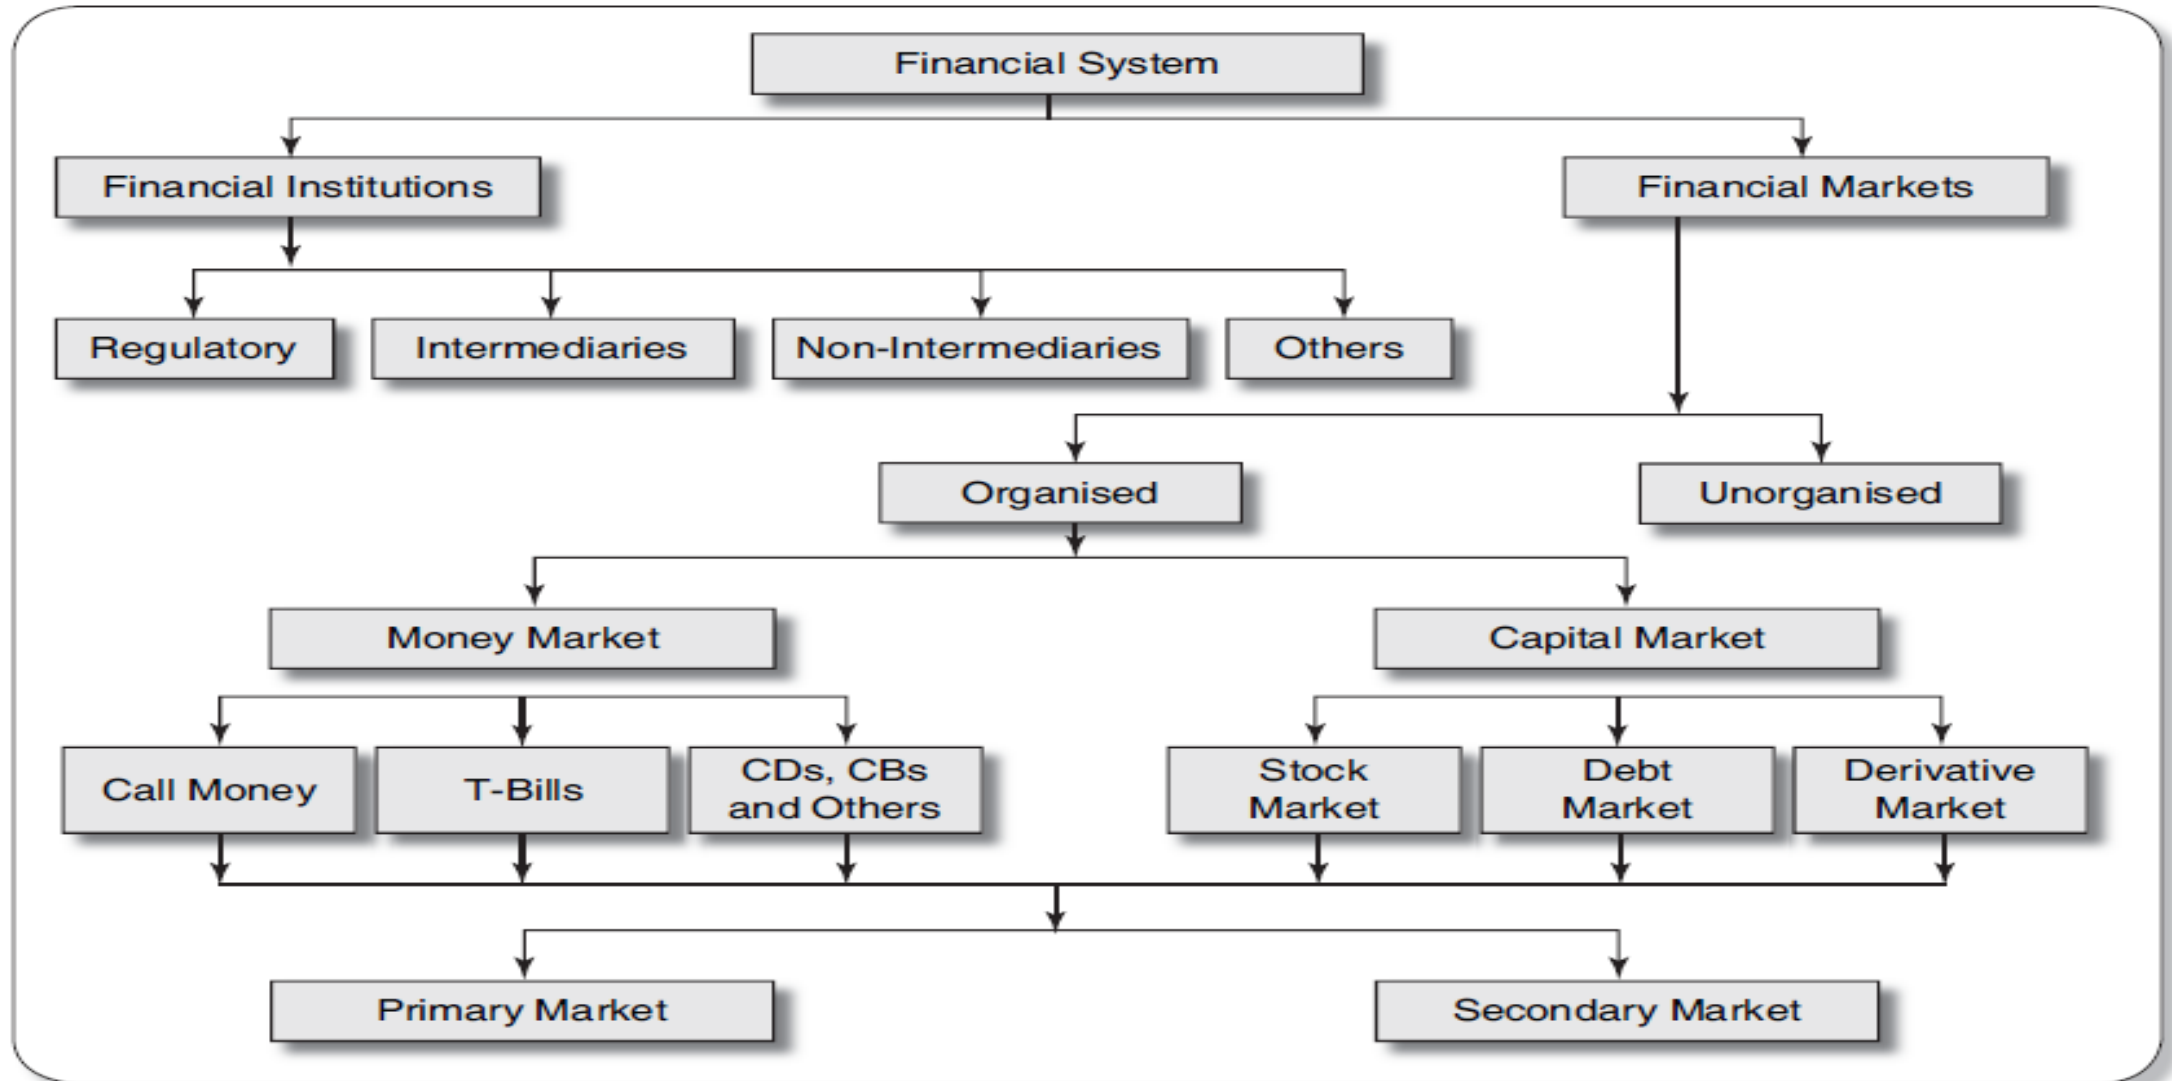 Financial System
Financial Institutions
Financial Markets
Regulatory
Intermediaries
Non-Intermediaries
Others
Organised
Unorganised
Money Market
Capital Market
Call Money
T-Bills
CDs, CBs
and Others
Stock
Market
Debt
Market
Derivative
Market
Primary Market
Secondary Market